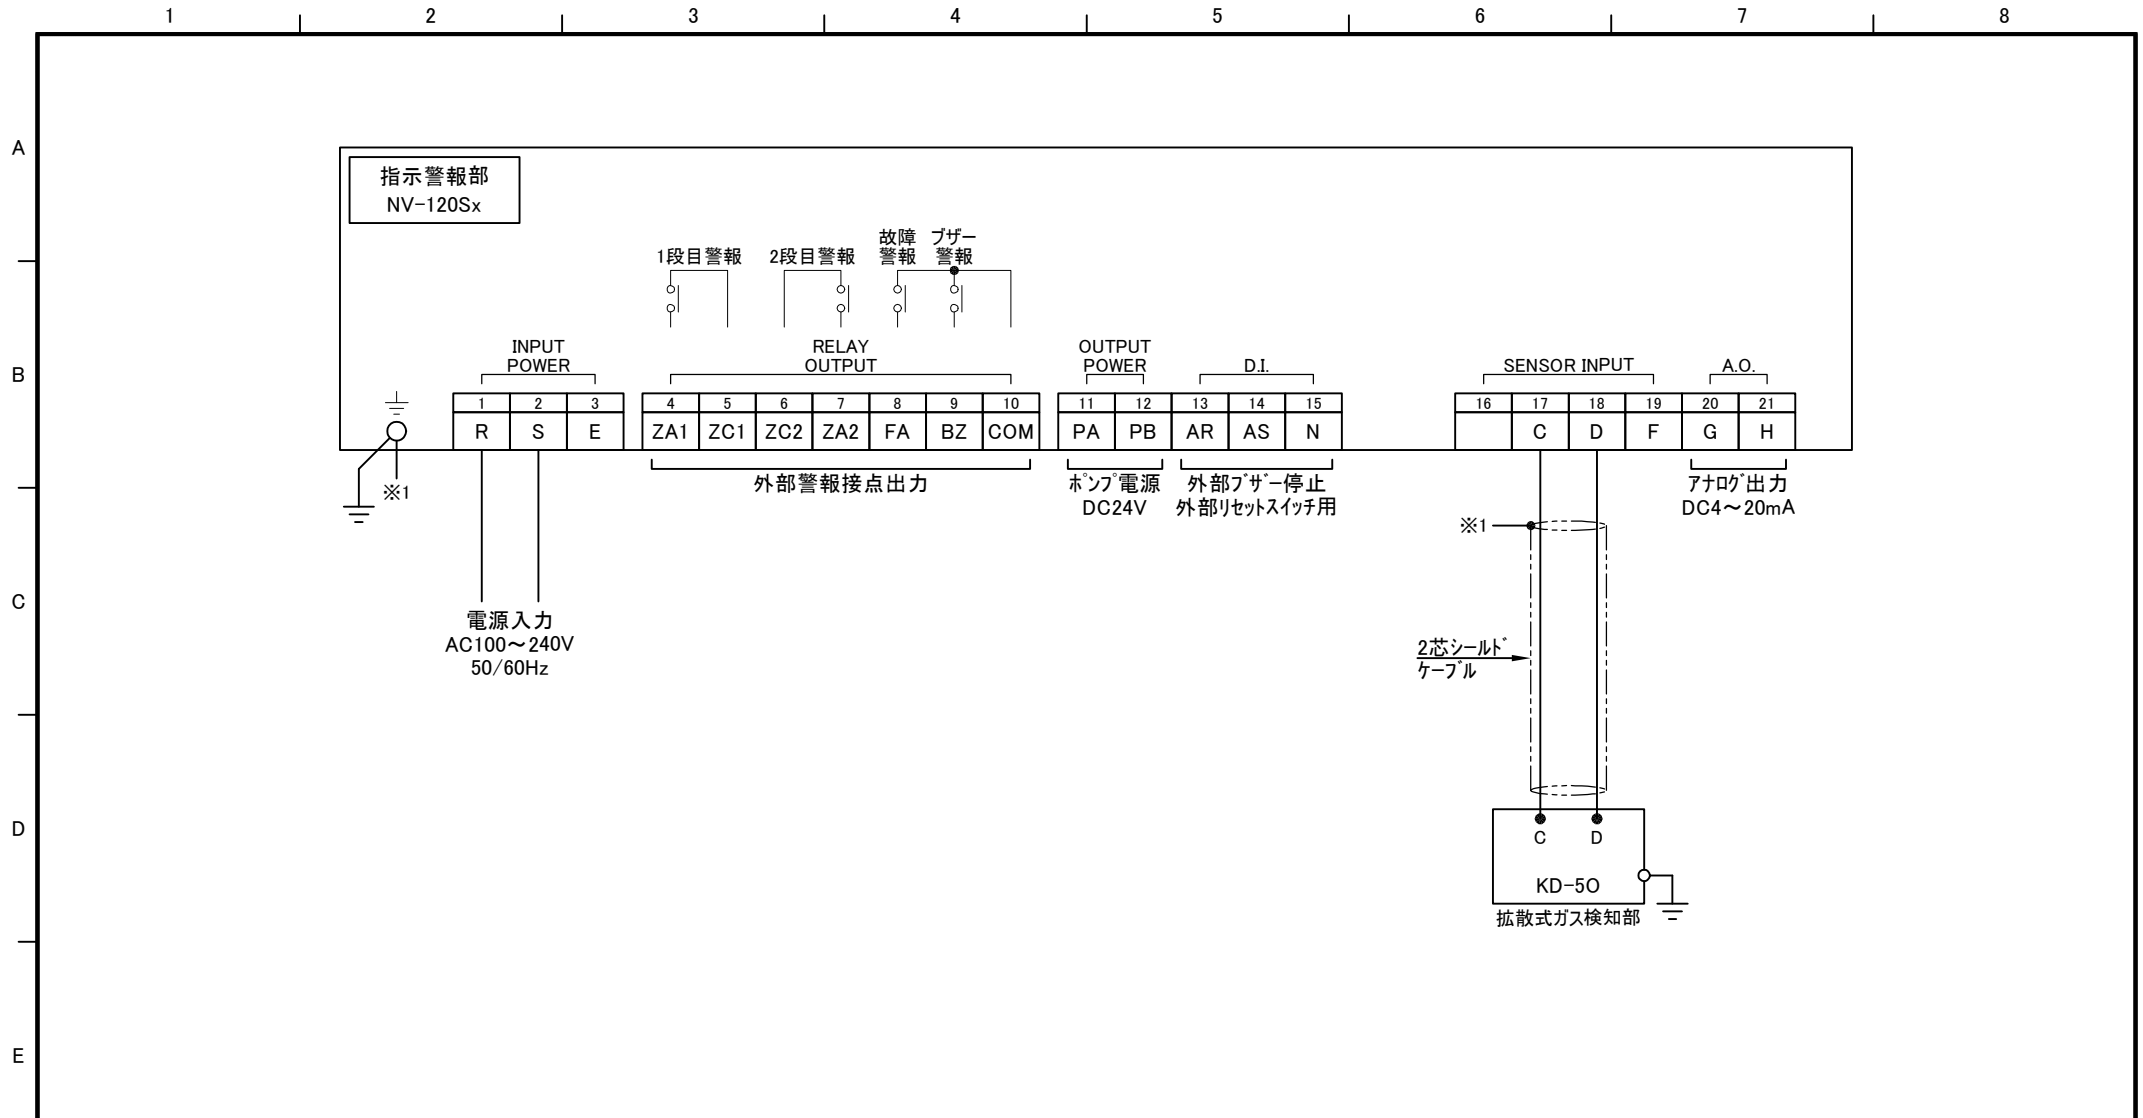 1 2 3 4 5 6 7 8
A
指示警報部
NV-120Sx
故障 ブザー
1段目警報 2段目警報 警報 警報
INPUT RELAY OUTPUT
POWER OUTPUT POWER D.I. SENSOR INPUT A.O.
B
1 2 3 4 5 6 7 8 9 10 11 12 13 14 15 16 17 18 19 20 21
R S E ZA1 ZC1 ZC2 ZA2 FA BZ COM PA PB AR AS N C D F G H
外部警報接点出力 ﾎﾟﾝﾌﾟ電源 外部ﾌﾞｻﾞｰ停止 ｱﾅﾛｸﾞ出力
※1 DC24V 外部ﾘｾｯﾄｽｲｯﾁ用 DC4～20mA
※1
C
電源入力
AC100～240V
50/60Hz
2芯ｼｰﾙﾄﾞ
ｹｰﾌﾞﾙ
D
C D
KD-5O
拡散式ガス検知部
E